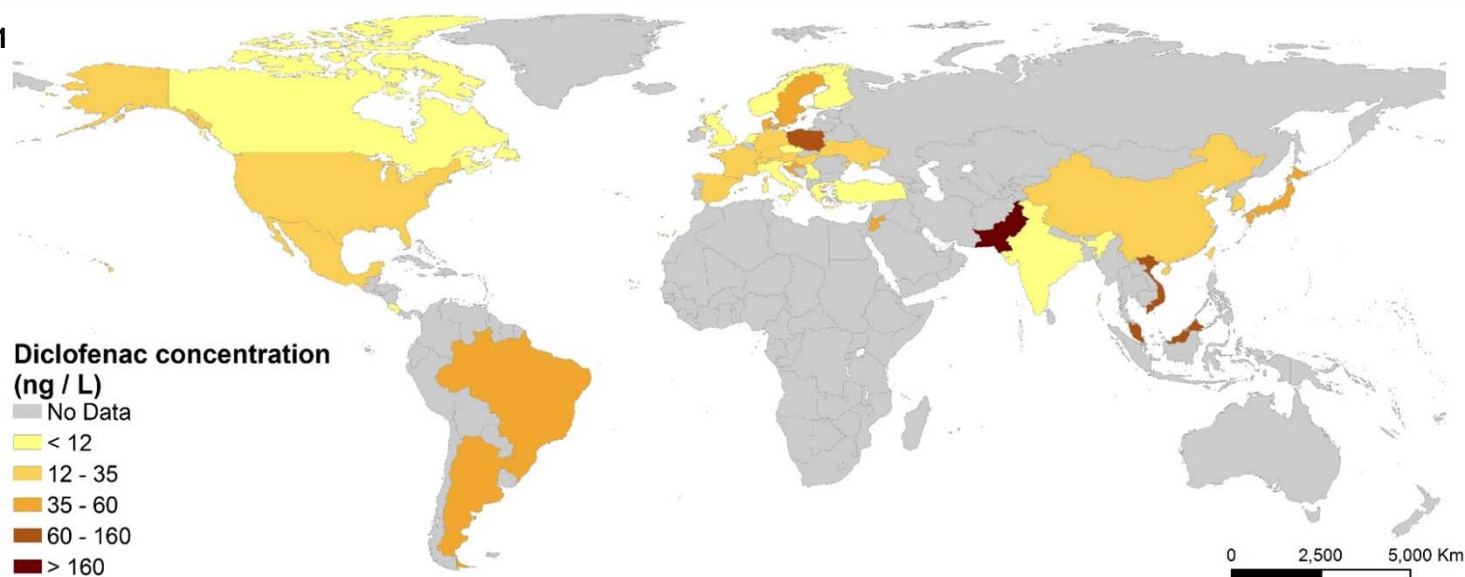 Diclofenac concentration
(ng / L)
No Data
< 12
12 - 35
35 - 60
60 - 160
> 160
0 2,500 5,000 Km